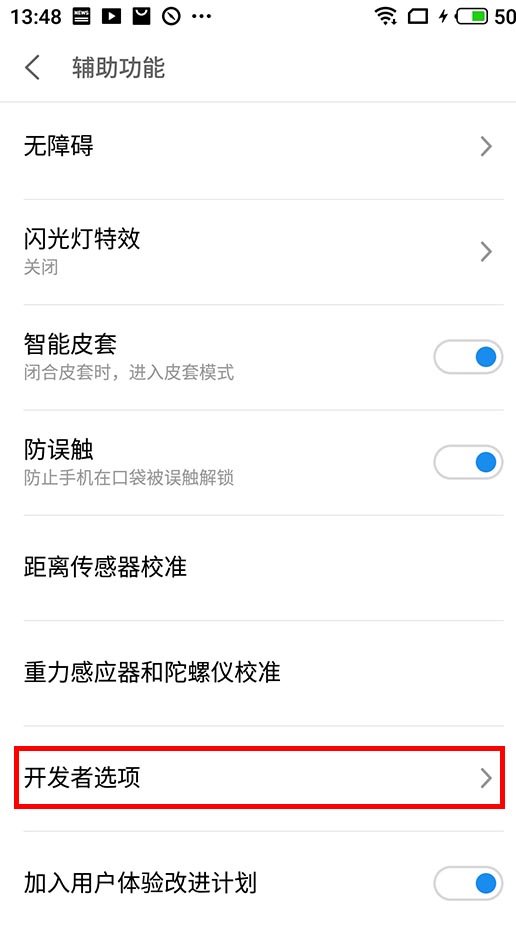 13:48 NEWS 50
辅助功能
无障碍
闪光灯特效
关闭
智能皮套
闭合皮套时，进入皮套模式
防误触
防止手机在口袋被误触解锁
距离传感器校准
重力感应器和陀螺仪校准
开发者选项
加入用户体验改进计划